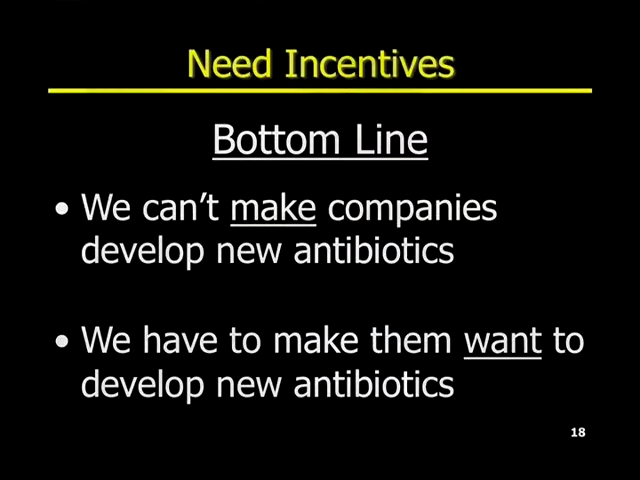 Need Incentives
Bottom Line
• We can’t make companies
develop new antibiotics
• We have to make them want to
develop new antibiotics
18